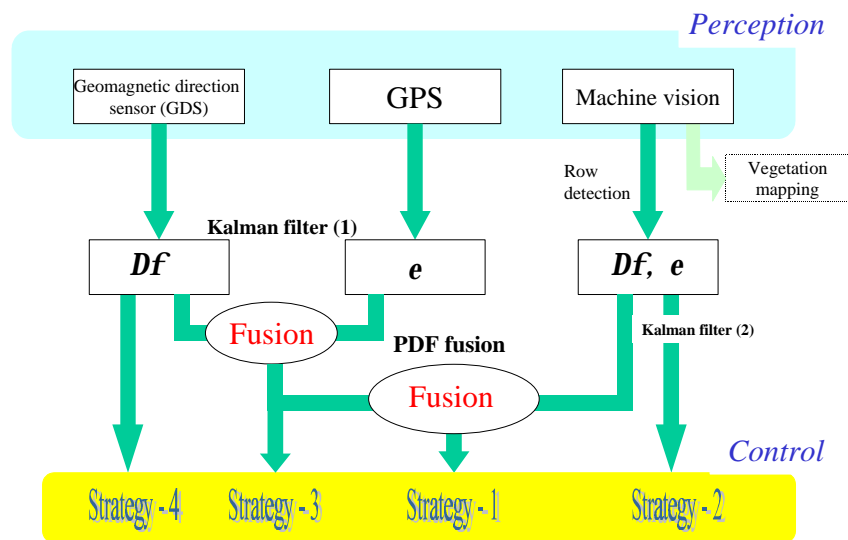 Perception
Geomagnetic direction
sensor (GDS)
GPS
Machine vision
Row
detection
Vegetation
mapping
Kalman filter (1)
Df
e
Df, e
Fusion
PDF fusion
Kalman filter (2)
Fusion
Control
Strategy - 4
Strategy - 3
Strategy - 1
Strategy - 2